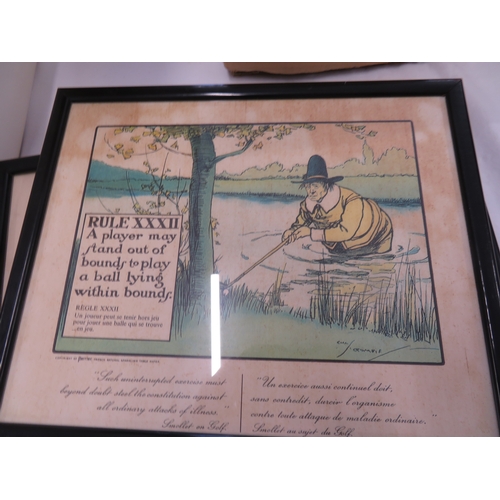 RULE XXXII
A player may
stand out of
bounds to play
a ball lying
within bounds.
RÈGLE XXXII
Un joueur peut se tenir hors jeu
pour jouer une balle qui se trouve
en jeu.
"Such uninterrupted exercise must
beyond doubt steel the constitution against
all ordinary attacks of illness."
Smollet on Golf.
"Un exercice aussi continuel doit,
sans contredit, durcir l'organisme
contre toute attaque de maladie ordinaire."
Smollet au sujet du Golf.